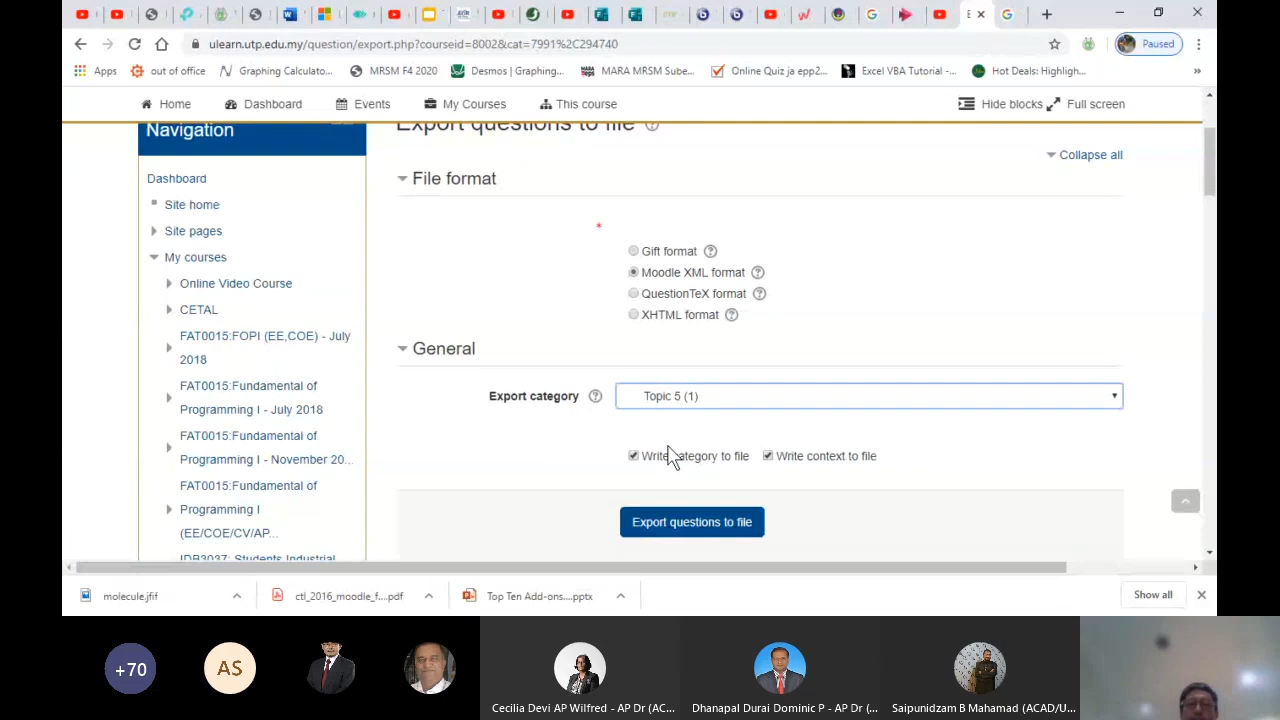 E
Paused
ulearn.utp.edu.my/question/export.php?courseid=8002&cat=7991%2C294740
Apps
out of office
Graphing Calculato...
MRSM F4 2020
Desmos | Graphing...
MARA MRSM Sube...
Online Quiz ja epp2...
Excel VBA Tutorial -...
Hot Deals: Highligh...
»
Home
Dashboard
Events
My Courses
This course
Hide blocks
Full screen
Navigation
Export questions to file
Collapse all
Dashboard
File format
Site home
*
Site pages
Gift format
My courses
Moodle XML format
Online Video Course
QuestionTeX format
CETAL
XHTML format
FAT0015:FOPI (EE,COE) - July
2018
General
FAT0015:Fundamental of
Programming I - July 2018
Export category
Topic 5 (1)
FAT0015:Fundamental of
Programming I - November 20...
Write category to file
Write context to file
FAT0015:Fundamental of
Programming I
(EE/COE/CV/AP...
Export questions to file
IDB3037: Students Industrial
molecule.jfif
ctl_2016_moodle_f....pdf
Top Ten Add-ons....pptx
Show all
+70
AS
Cecilia Devi AP Wilfred - AP Dr (AC...
Dhanapal Durai Dominic P - AP Dr (...
Saipunidzam B Mahamad (ACAD/U...